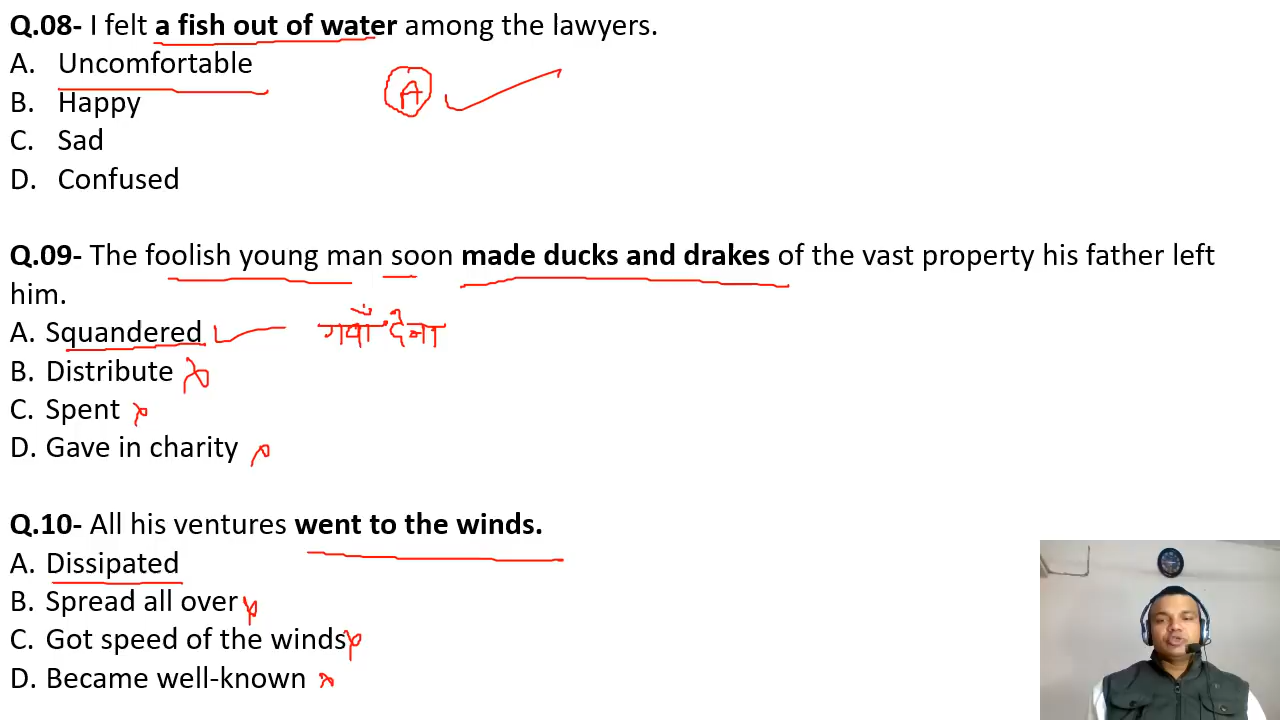 Q.08- I felt a fish out of water among the lawyers.
A. Uncomfortable
A
B. Happy
C. Sad
D. Confused
Q.09- The foolish young man soon made ducks and drakes of the vast property his father left
him.
A. Squandered गवाँ देना
B. Distribute
C. Spent
D. Gave in charity
Q.10- All his ventures went to the winds.
A. Dissipated
B. Spread all over
C. Got speed of the winds
D. Became well-known